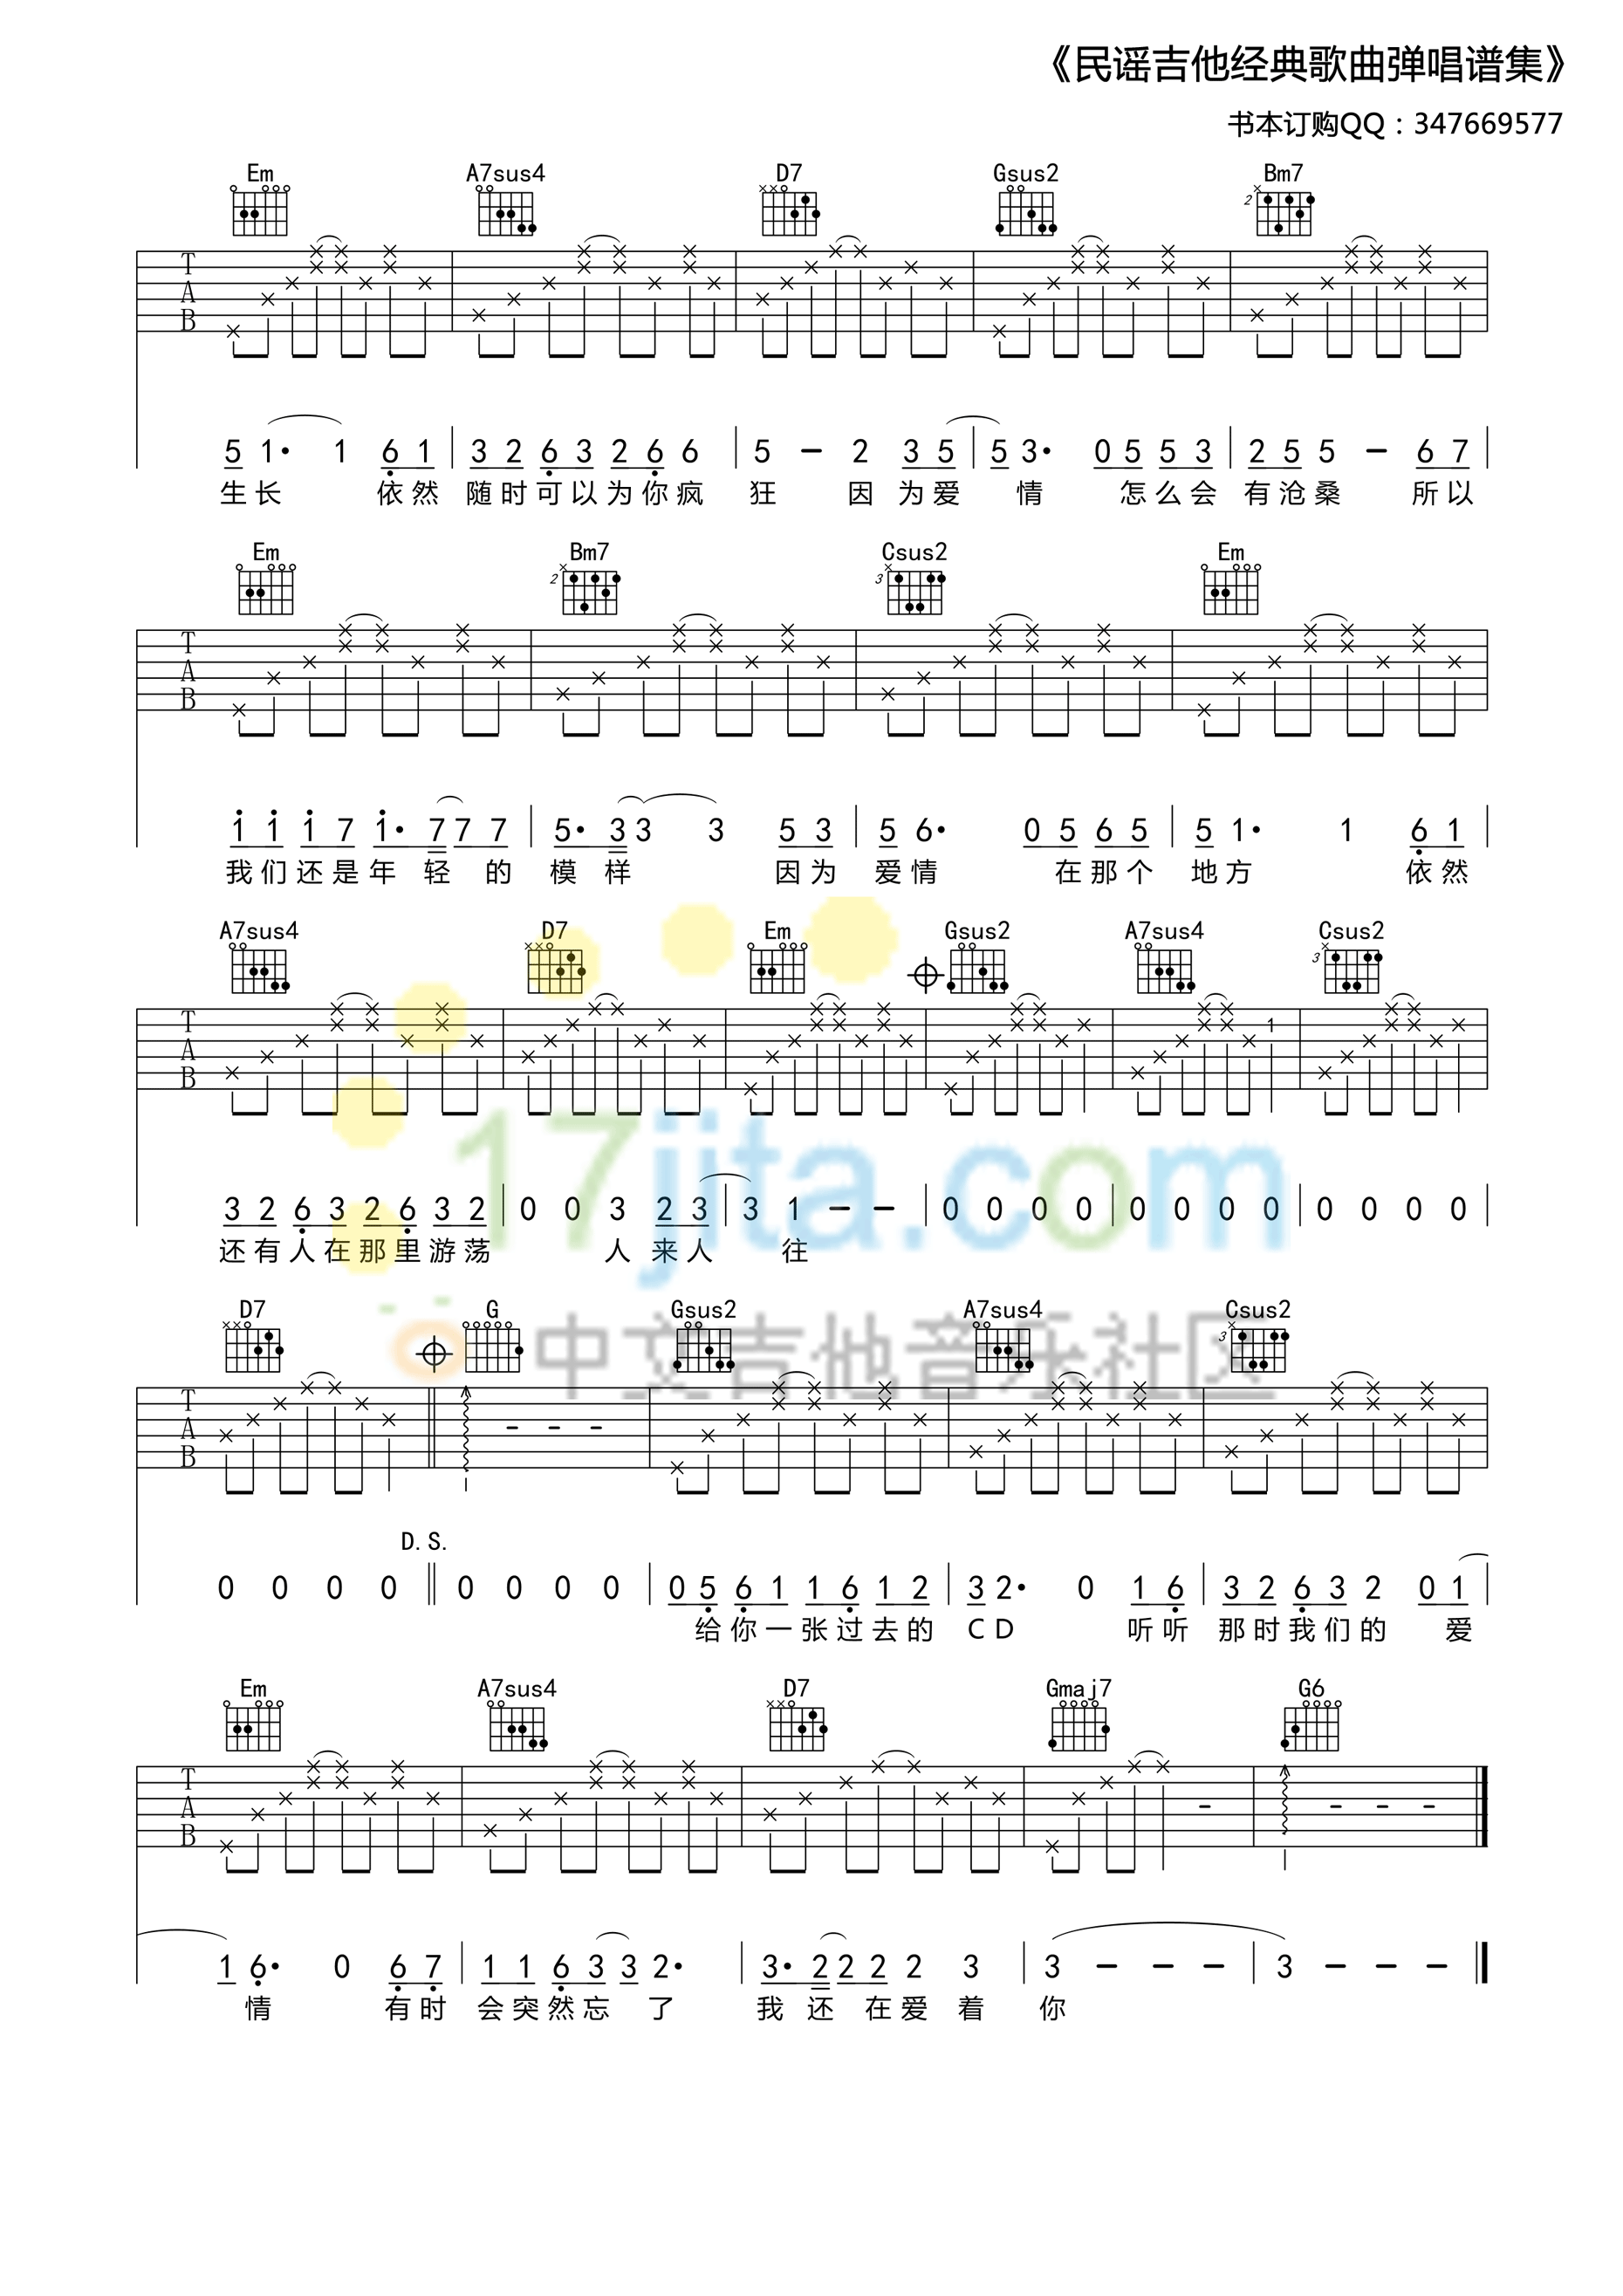 《民谣吉他经典歌曲弹唱谱集》
书本订购QQ：347669577
Em A7sus4 D7 Gsus2 Bm7
2
T
A
B
5 1· 1 6 1 | 3 2 6 3 2 6 6 | 5 - 2 3 5 | 5 3· 0 5 5 3 | 2 5 5 - 6 7 |
生长 依然 随时可以为你疯 狂 因 为爱 情 怎么会 有沧桑 所以
Em Bm7 Csus2 Em
2 3
T
A
B
1 1 1 7 1· 7 7 7 | 5· 3 3 3 5 3 | 5 6· 0 5 6 5 | 5 1· 1 6 1 |
我们还是年 轻 的 模 样 因为 爱情 在那个 地方 依然
A7sus4 D7 Em Gsus2 A7sus4 Csus2
3
T
A
B
1
3 2 6 3 2 6 3 2 | 0 0 3 2 3 | 3 1 - - | 0 0 0 0 | 0 0 0 0 | 0 0 0 0 |
还有人在那里游荡 人 来人 往
17jita.com
D7 G Gsus2 A7sus4 Csus2
3
中文吉他音乐社区
T
A
B
D.S.
0 0 0 0 || 0 0 0 0 | 0 5 6 1 1 6 1 2 | 3 2· 0 1 6 | 3 2 6 3 2 0 1 |
给你一张过去的 CD 听听 那时我们的 爱
Em A7sus4 D7 Gmaj7 G6
T
A
B
1 6· 0 6 7 | 1 1 6 3 3 2· | 3· 2 2 2 2 3 | 3 - - - | 3 - - - ||
情 有时 会突然忘 了 我 还 在爱 着 你